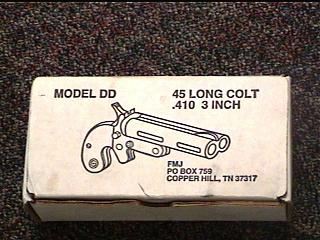 MODEL DD
45 LONG COLT
.410 3 INCH
FMJ
PO BOX 759
COPPER HILL, TN 37317